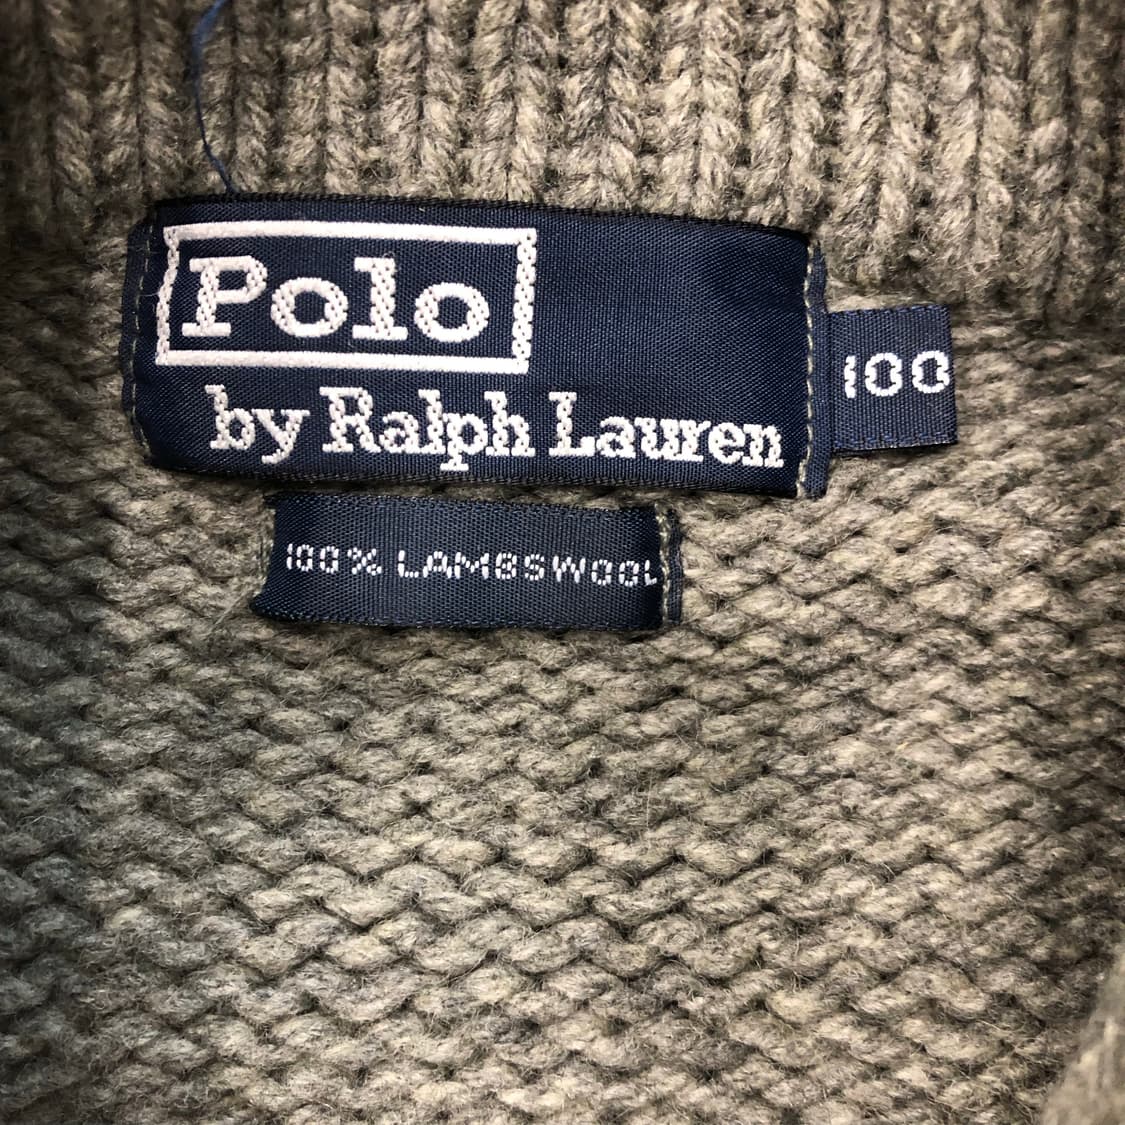 Polo
by Ralph Lauren
100
100% LAMBSWOOL